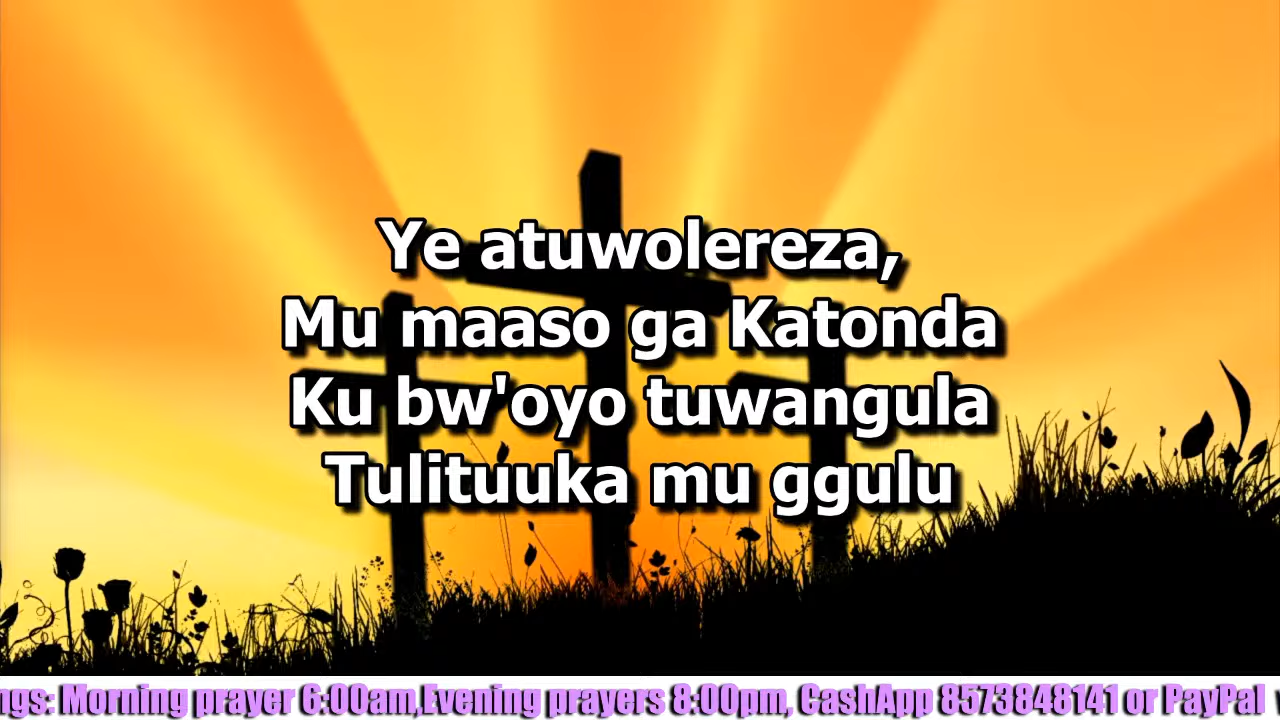 Ye atuwolereza,
Mu maaso ga Katonda
Ku bw'oyo tuwangula
Tulituuka mu ggulu
ngs: Morning prayer 6:00am,Evening prayers 8:00pm, CashApp 8573848141 or PayPal